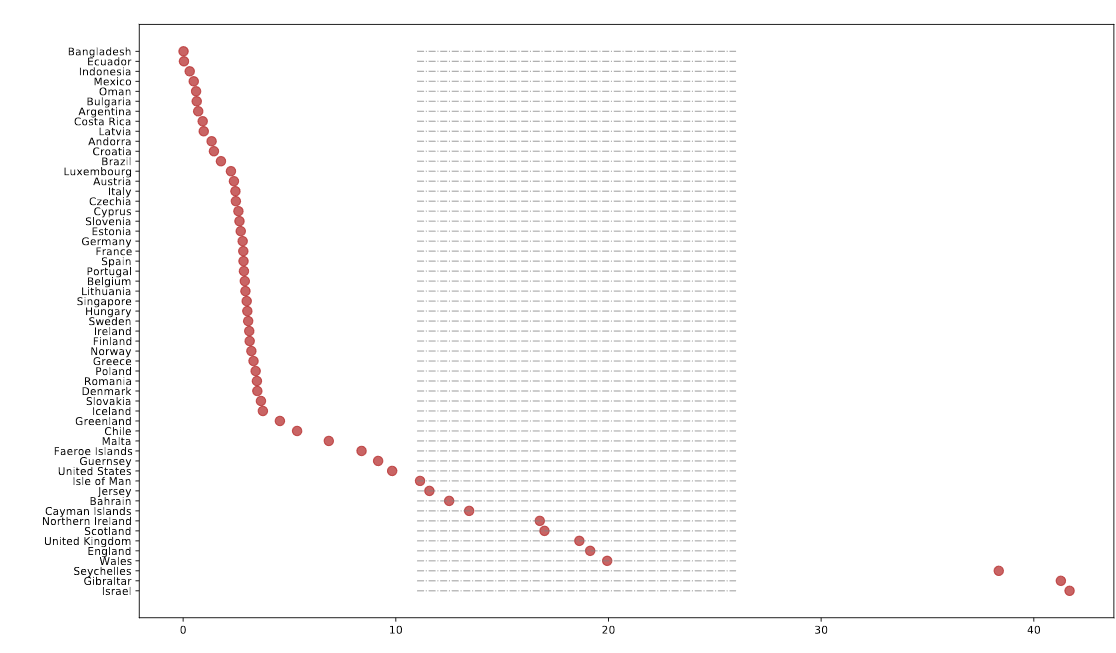 Bangladesh
Ecuador
Indonesia
Mexico
Oman
Bulgaria
Argentina
Costa Rica
Latvia
Andorra
Croatia
Brazil
Luxembourg
Austria
Italy
Czechia
Cyprus
Slovenia
Estonia
Germany
France
Spain
Portugal
Belgium
Lithuania
Singapore
Hungary
Sweden
Ireland
Finland
Norway
Greece
Poland
Romania
Denmark
Slovakia
Iceland
Greenland
Chile
Malta
Faeroe Islands
Guernsey
United States
Isle of Man
Jersey
Bahrain
Cayman Islands
Northern Ireland
Scotland
United Kingdom
England
Wales
Seychelles
Gibraltar
Israel
0 10 20 30 40